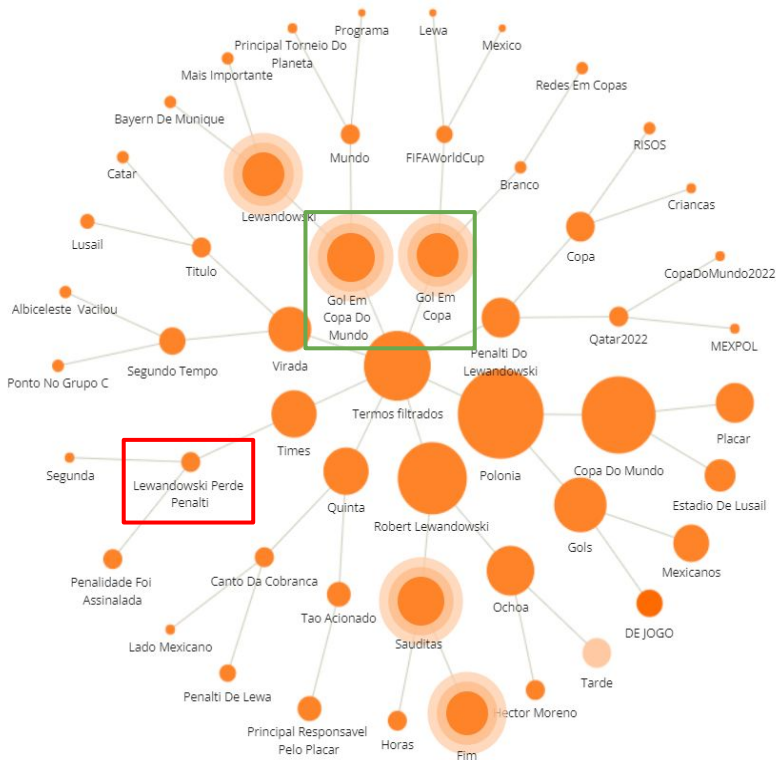 Programa
Lewa
Principal Torneio Do
Planeta
Mexico
Mais Importante
Redes Em Copas
Bayern De Munique
RISOS
Catar
Mundo
FIFAWorldCup
Branco
Lewandowski
Criancas
Lusail
Titulo
Copa
CopaDoMundo2022
Albiceleste Vacilou
Gol Em
Copa Do
Mundo
Gol Em
Copa
Qatar2022
MEXPOL
Penalti Do
Lewandowski
Virada
Segundo Tempo
Ponto No Grupo C
Termos filtrados
Times
Placar
Polonia
Copa Do Mundo
Segunda
Lewandowski Perde
Penalti
Quinta
Robert Lewandowski
Estadio De Lusail
Gols
Mexicanos
Penalidade Foi
Assinalada
Canto Da Cobranca
Tao Acionado
Ochoa
DE JOGO
Sauditas
Lado Mexicano
Tarde
Penalti De Lewa
Hector Moreno
Principal Responsavel
Pelo Placar
Horas
Fim